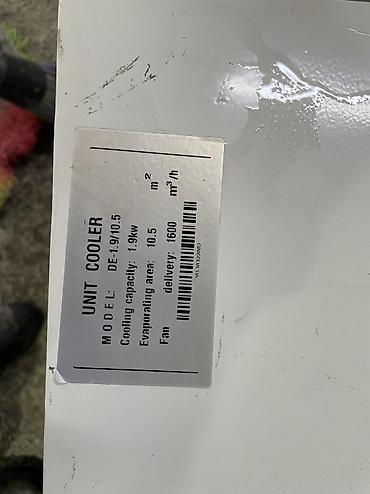 UNIT COOLER
MODEL: DE-1.9/10.5
Cooling capacity: 1.9kw
Evapuating area: 10.5 m²
Fan delivery: 1600 m³/h